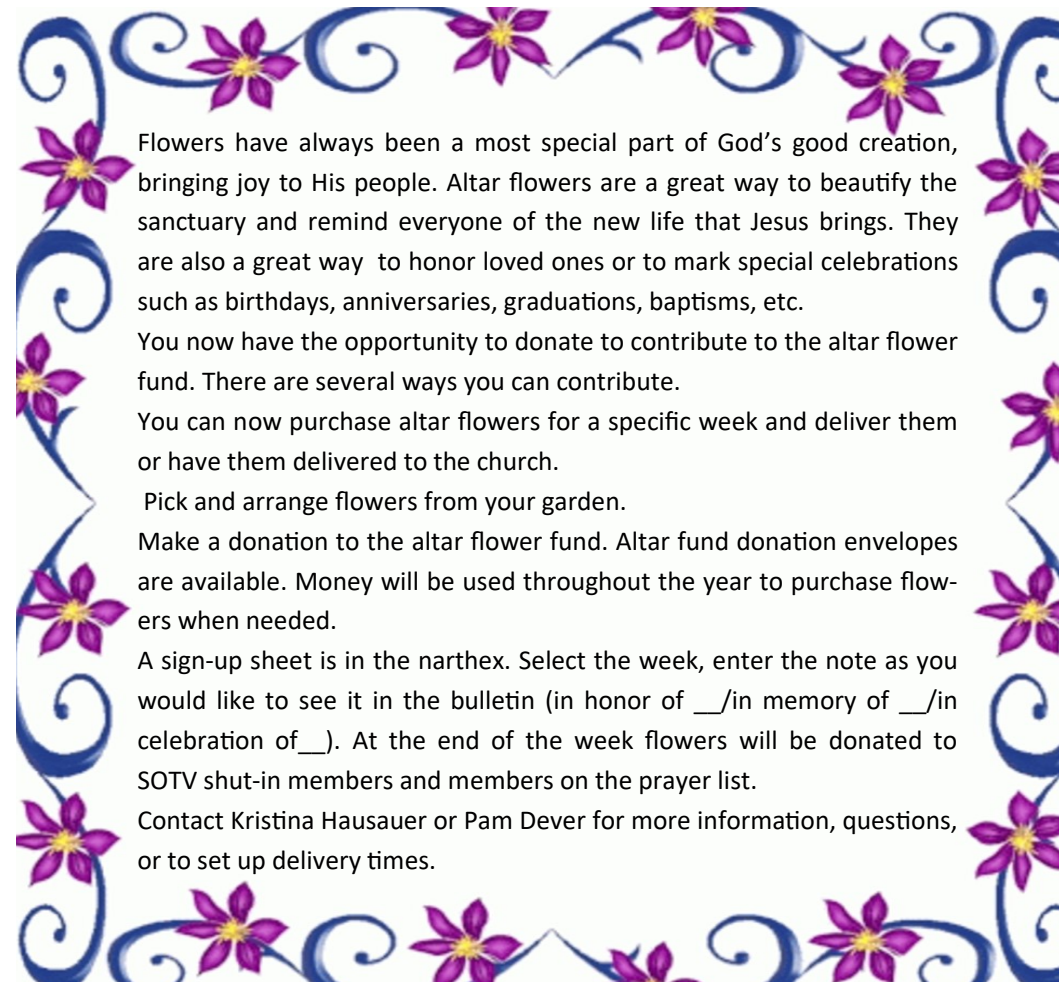 Flowers have always been a most special part of God’s good creation,
bringing joy to His people. Altar flowers are a great way to beautify the
sanctuary and remind everyone of the new life that Jesus brings. They
are also a great way  to honor loved ones or to mark special celebrations
such as birthdays, anniversaries, graduations, baptisms, etc.
You now have the opportunity to donate to contribute to the altar flower
fund. There are several ways you can contribute.
You can now purchase altar flowers for a specific week and deliver them
or have them delivered to the church.
Pick and arrange flowers from your garden.
Make a donation to the altar flower fund. Altar fund donation envelopes
are available. Money will be used throughout the year to purchase flow-
ers when needed.
A sign-up sheet is in the narthex. Select the week, enter the note as you
would like to see it in the bulletin (in honor of __/in memory of __/in
celebration of__). At the end of the week flowers will be donated to
SOTV shut-in members and members on the prayer list.
Contact Kristina Hausauer or Pam Dever for more information, questions,
or to set up delivery times.